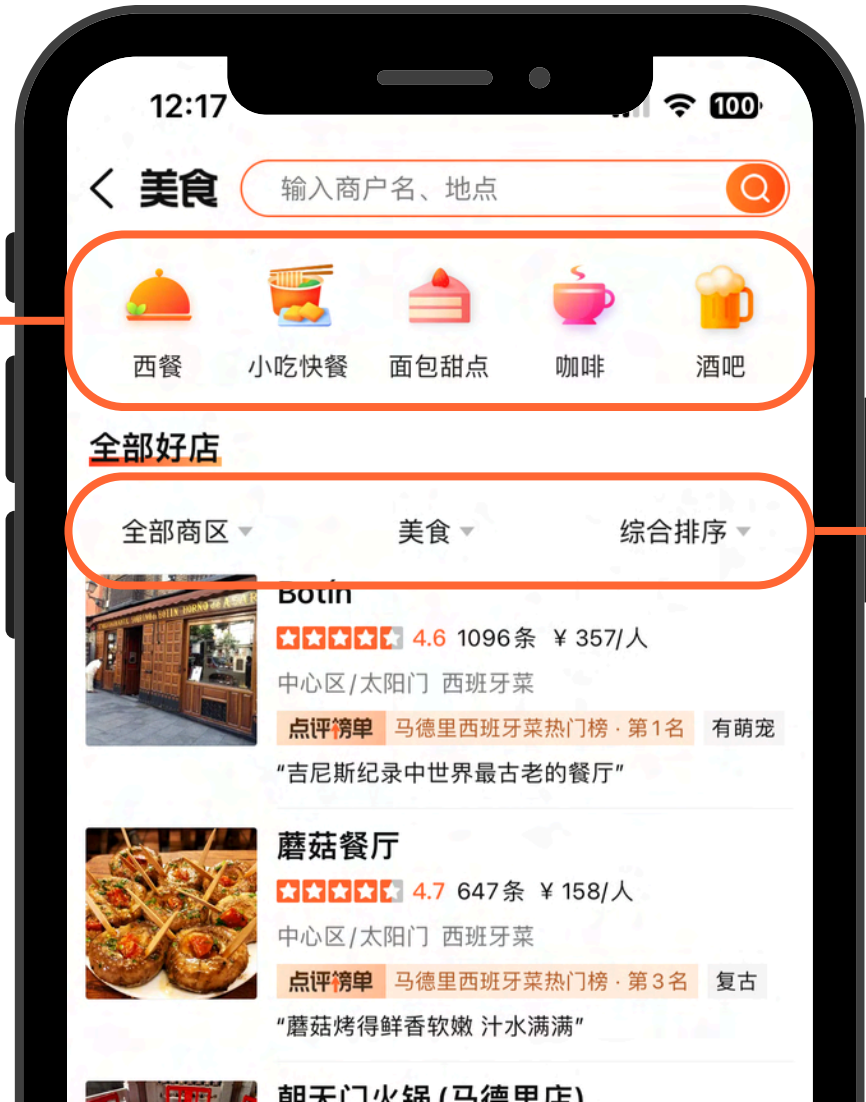 12:17
100
美食
输入商户名、地点
西餐 小吃快餐 面包甜点 咖啡 酒吧
全部好店
全部商区 美食 综合排序
Botín
4.6 1096条 ¥ 357/人
中心区/太阳门 西班牙菜
点评榜单 马德里西班牙菜热门榜 · 第1名 有萌宠
“吉尼斯纪录中世界最古老的餐厅”
蘑菇餐厅
4.7 647条 ¥ 158/人
中心区/太阳门 西班牙菜
点评榜单 马德里西班牙菜热门榜 · 第3名 复古
“蘑菇烤得鲜香软嫩 汁水满满”
朝天门火锅 (马德里店)